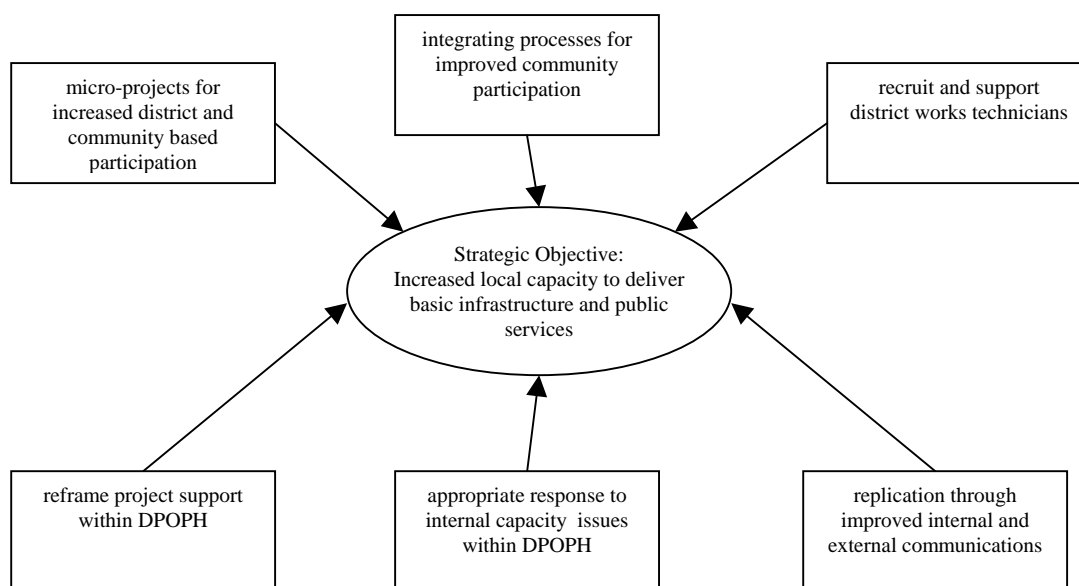 micro-projects for
increased district and
community based
participation
integrating processes for
improved community
participation
recruit and support
district works technicians
Strategic Objective:
Increased local capacity to deliver
basic infrastructure and public
services
reframe project support
within DPOPH
appropriate response to
internal capacity issues
within DPOPH
replication through
improved internal and
external communications